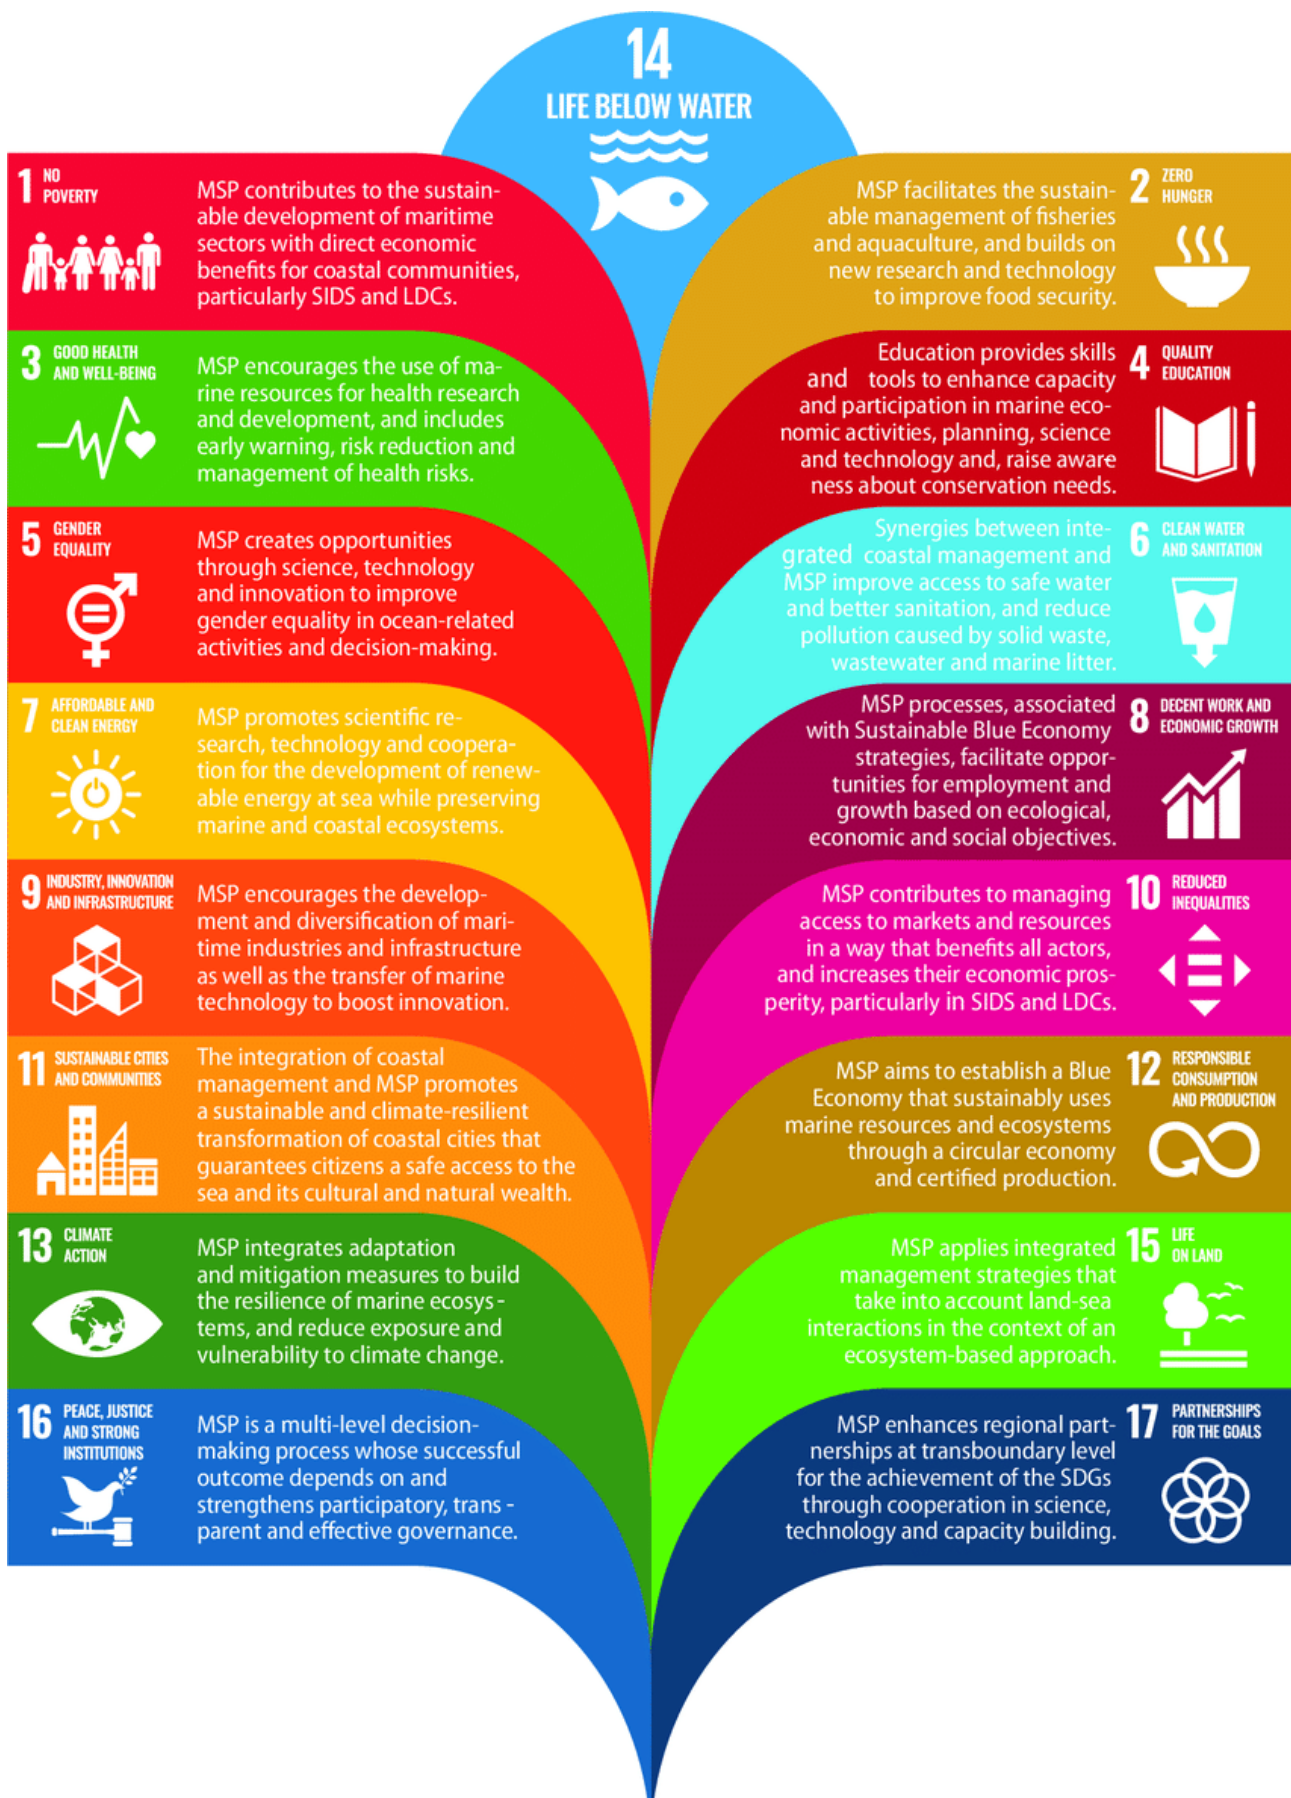 14
LIFE BELOW WATER
1 NO
POVERTY
MSP contributes to the sustain-
able development of maritime
sectors with direct economic
benefits for coastal communities,
particularly SIDS and LDCs.
2 ZERO
HUNGER
MSP facilitates the sustain-
able management of fisheries
and aquaculture, and builds on
new research and technology
to improve food security.
3 GOOD HEALTH
AND WELL-BEING
MSP encourages the use of ma-
rine resources for health research
and development, and includes
early warning, risk reduction and
management of health risks.
4 QUALITY
EDUCATION
Education provides skills
and tools to enhance capacity
and participation in marine eco-
nomic activities, planning, science
and technology and, raise aware-
ness about conservation needs.
5 GENDER
EQUALITY
MSP creates opportunities
through science, technology
and innovation to improve
gender equality in ocean-related
activities and decision-making.
6 CLEAN WATER
AND SANITATION
Synergies between inte-
grated coastal management and
MSP improve access to safe water
and better sanitation, and reduce
pollution caused by solid waste,
wastewater and marine litter.
7 AFFORDABLE AND
CLEAN ENERGY
MSP promotes scientific re-
search, technology and coopera-
tion for the development of renew-
able energy at sea while preserving
marine and coastal ecosystems.
8 DECENT WORK AND
ECONOMIC GROWTH
MSP processes, associated
with Sustainable Blue Economy
strategies, facilitate oppor-
tunities for employment and
growth based on ecological,
economic and social objectives.
9 INDUSTRY, INNOVATION
AND INFRASTRUCTURE
MSP encourages the develop-
ment and diversification of mari-
time industries and infrastructure
as well as the transfer of marine
technology to boost innovation.
10 REDUCED
INEQUALITIES
MSP contributes to managing
access to markets and resources
in a way that benefits all actors,
and increases their economic pros-
perity, particularly in SIDS and LDCs.
11 SUSTAINABLE CITIES
AND COMMUNITIES
The integration of coastal
management and MSP promotes
a sustainable and climate-resilient
transformation of coastal cities that
guarantees citizens a safe access to the
sea and its cultural and natural wealth.
12 RESPONSIBLE
CONSUMPTION
AND PRODUCTION
MSP aims to establish a Blue
Economy that sustainably uses
marine resources and ecosystems
through a circular economy
and certified production.
13 CLIMATE
ACTION
MSP integrates adaptation
and mitigation measures to build
the resilience of marine ecosys -
tems, and reduce exposure and
vulnerability to climate change.
15 LIFE
ON LAND
MSP applies integrated
management strategies that
take into account land-sea
interactions in the context of an
ecosystem-based approach.
16 PEACE, JUSTICE
AND STRONG
INSTITUTIONS
MSP is a multi-level decision-
making process whose successful
outcome depends on and
strengthens participatory, trans -
parent and effective governance.
17 PARTNERSHIPS
FOR THE GOALS
MSP enhances regional part-
nerships at transboundary level
for the achievement of the SDGs
through cooperation in science,
technology and capacity building.